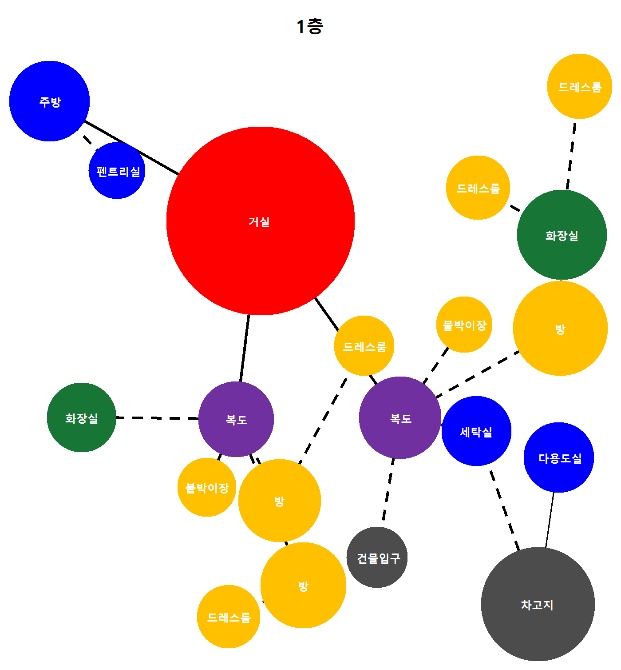 1층
드레스룸
주방
펜트리실
드레스룸
거실
화장실
붙박이장
방
드레스룸
화장실
복도
복도
세탁실
다용도실
붙박이장
방
건물입구
방
차고지
드레스룸